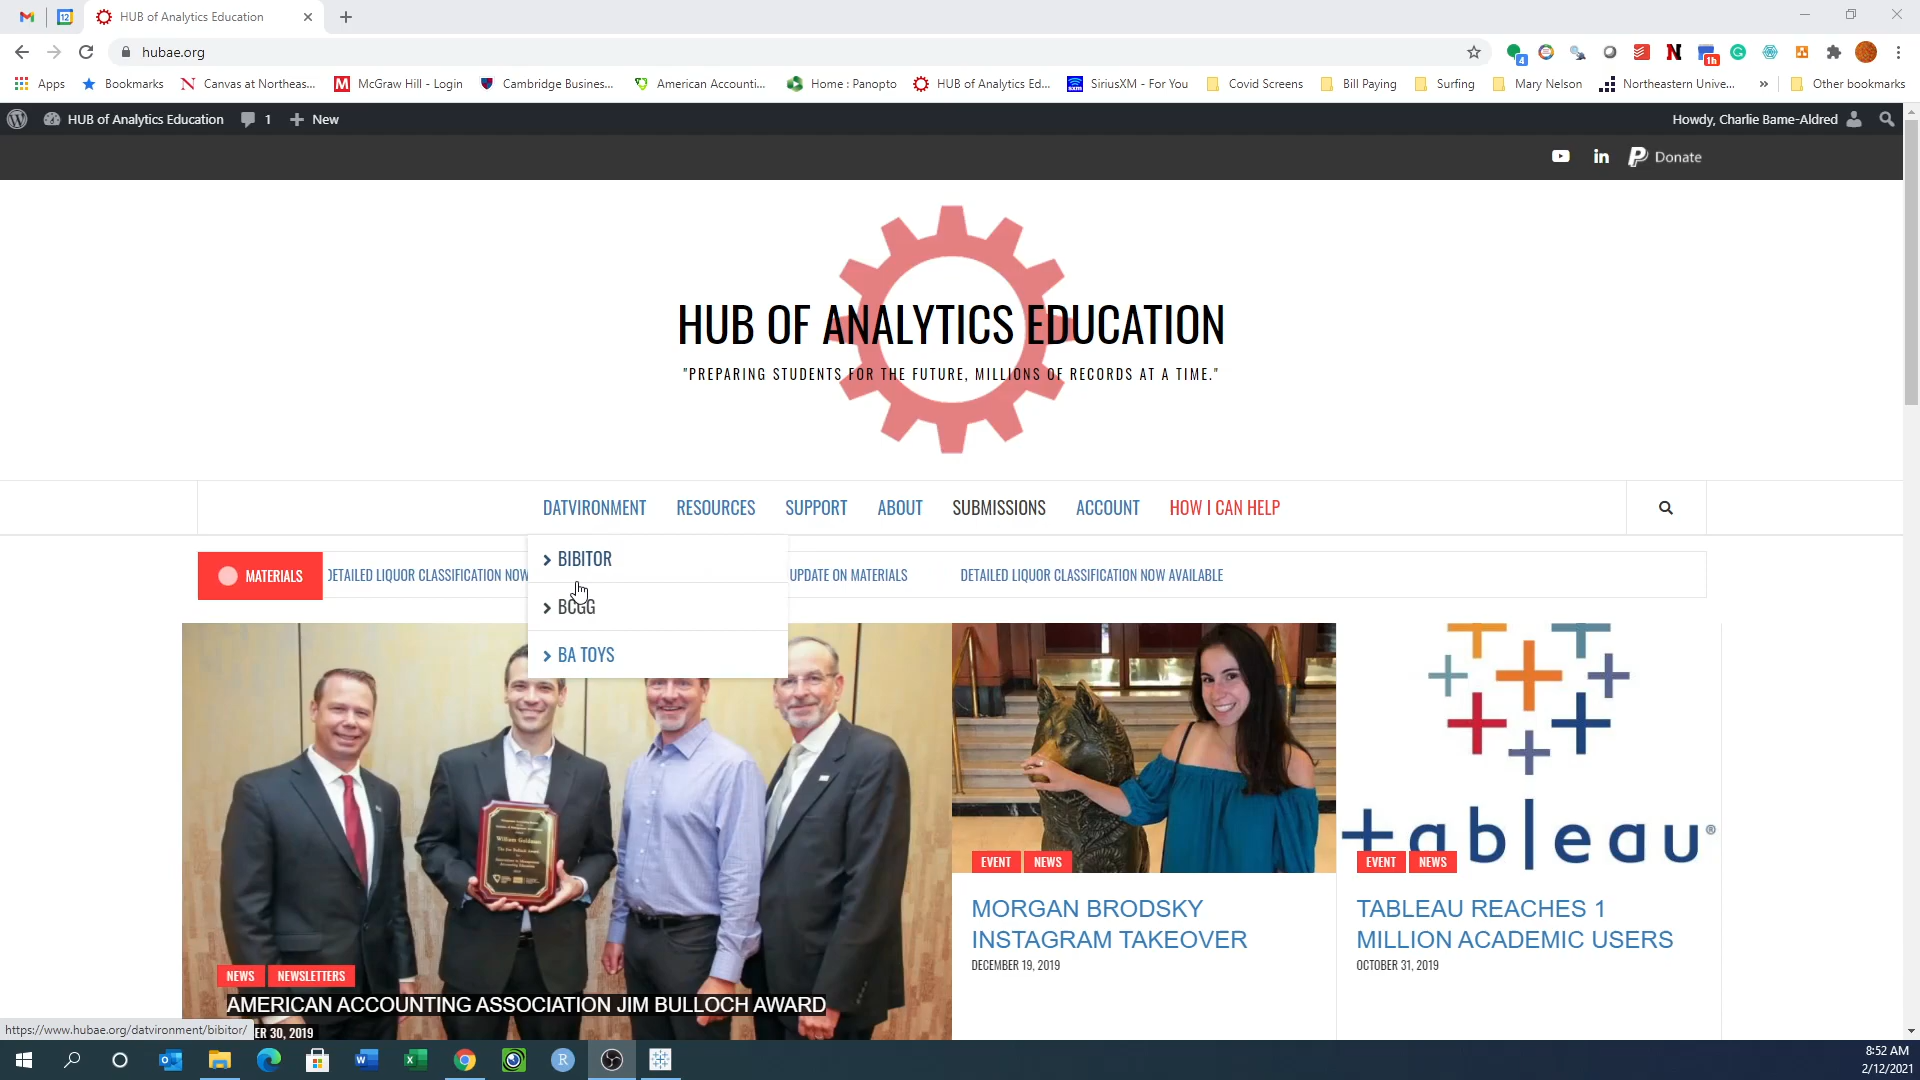 HUB of Analytics Education
hubae.org
4
1b
12
Apps
Bookmarks
Canvas at Northeas...
McGraw Hill - Login
Cambridge Busines...
American Accounti...
Home : Panopto
HUB of Analytics Ed...
SiriusXM - For You
Covid Screens
Bill Paying
Surfing
Mary Nelson
Northeastern Unive...
»
Other bookmarks
HUB of Analytics Education
1
New
Howdy, Charlie Bame-Aldred
in
Donate
HUB OF ANALYTICS EDUCATION
"PREPARING STUDENTS FOR THE FUTURE, MILLIONS OF RECORDS AT A TIME."
DATVIRONMENT RESOURCES SUPPORT ABOUT SUBMISSIONS ACCOUNT HOW I CAN HELP
BIBITOR
BCGG
BA TOYS
MATERIALS
DETAILED LIQUOR CLASSIFICATION NOW
UPDATE ON MATERIALS
DETAILED LIQUOR CLASSIFICATION NOW AVAILABLE
William Goldman
NEWS NEWSLETTERS
AMERICAN ACCOUNTING ASSOCIATION JIM BULLOCH AWARD
ER 30, 2019
EVENT NEWS
MORGAN BRODSKY
INSTAGRAM TAKEOVER
DECEMBER 19, 2019
tableau®
EVENT NEWS
TABLEAU REACHES 1
MILLION ACADEMIC USERS
OCTOBER 31, 2019
https://www.hubae.org/datvironment/bibitor/
8:52 AM
2/12/2021